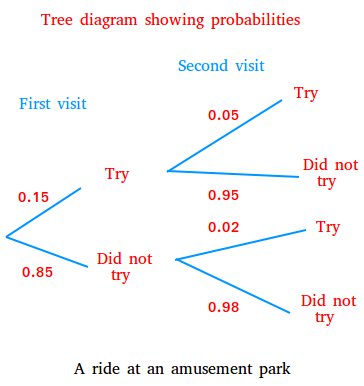 Tree diagram showing probabilities
Second visit
First visit
Try
0.05
Try
Did not
try
0.15
0.95
0.02
Try
Did not
try
0.85
0.98
Did not
try
A ride at an amusement park